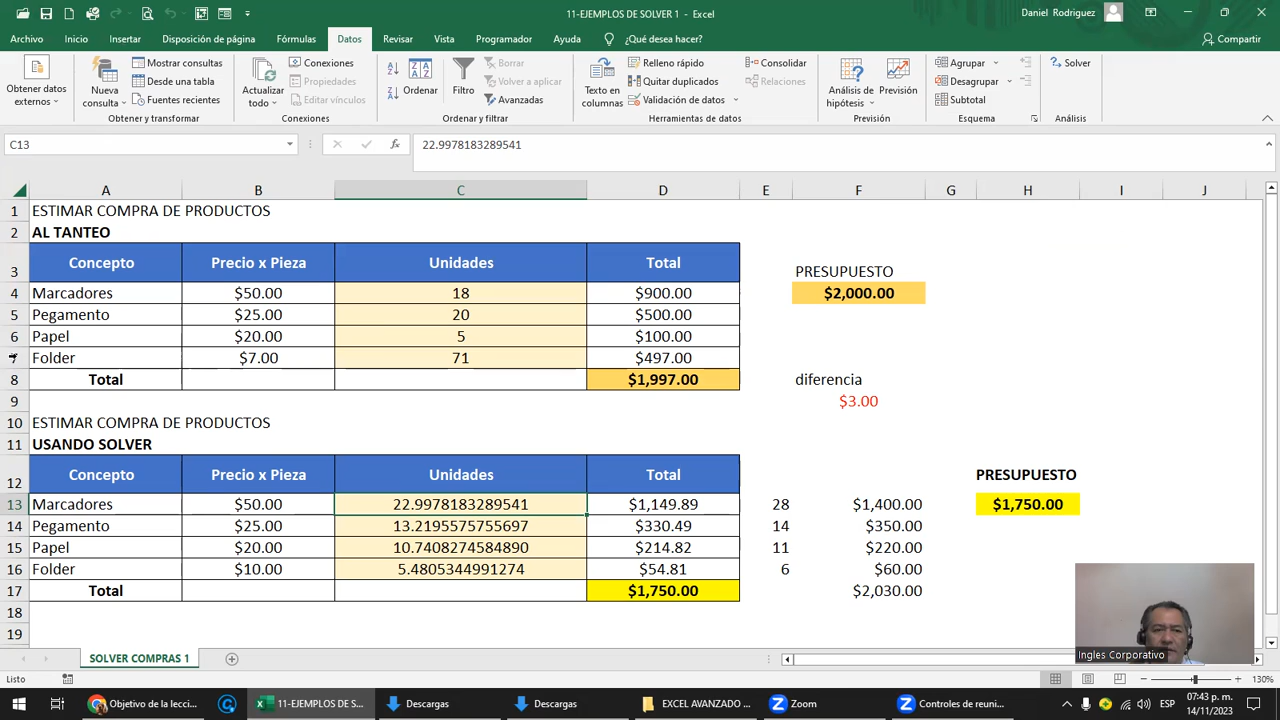 11-EJEMPLOS DE SOLVER 1 - Excel
Daniel Rodriguez
Archivo Inicio Insertar Disposición de página Fórmulas Datos Revisar Vista Programador Ayuda ¿Qué desea hacer? Compartir
Obtener datos externos
Nueva consulta
Mostrar consultas
Desde una tabla
Fuentes recientes
Obtener y transformar
Actualizar todo
Conexiones
Propiedades
Editar vínculos
Conexiones
Ordenar
Filtro
Borrar
Volver a aplicar
Avanzadas
Ordenar y filtrar
Texto en columnas
Relleno rápido
Quitar duplicados
Validación de datos
Consolidar
Relaciones
Herramientas de datos
Análisis de hipótesis
Previsión
Previsión
Agrupar
Desagrupar
Subtotal
Esquema
Solver
Análisis
C13 fx 22.9978183289541
A B C D E F G H I J
1 ESTIMAR COMPRA DE PRODUCTOS
2 AL TANTEO
3 Concepto Precio x Pieza Unidades Total PRESUPUESTO
4 Marcadores $50.00 18 $900.00 $2,000.00
5 Pegamento $25.00 20 $500.00
6 Papel $20.00 5 $100.00
7 Folder $7.00 71 $497.00
8 Total $1,997.00 diferencia
9 $3.00
10 ESTIMAR COMPRA DE PRODUCTOS
11 USANDO SOLVER
12 Concepto Precio x Pieza Unidades Total PRESUPUESTO
13 Marcadores $50.00 22.9978183289541 $1,149.89 28 $1,400.00 $1,750.00
14 Pegamento $25.00 13.2195575755697 $330.49 14 $350.00
15 Papel $20.00 10.7408274584890 $214.82 11 $220.00
16 Folder $10.00 5.4805344991274 $54.81 6 $60.00
17 Total $1,750.00 $2,030.00
18
19
Ingles Corporativo
SOLVER COMPRAS 1
Listo 130%
Objetivo de la lecci... 11-EJEMPLOS DE S... Descargas Descargas EXCEL AVANZADO ... Zoom Controles de reuni... ESP
07:43 p. m.
14/11/2023